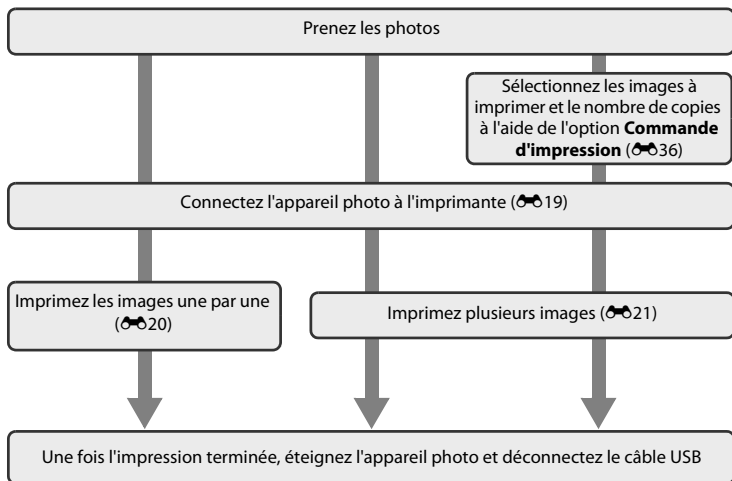 Prenez les photos
Sélectionnez les images à
imprimer et le nombre de copies
à l'aide de l'option Commande
d'impression (36)
Connectez l'appareil photo à l'imprimante (19)
Imprimez les images une par une
(20)
Imprimez plusieurs images (21)
Une fois l'impression terminée, éteignez l'appareil photo et déconnectez le câble USB